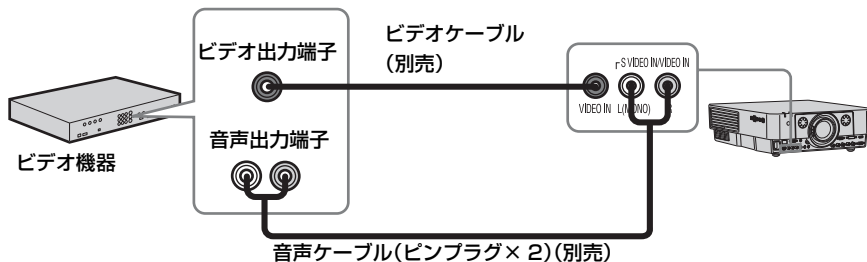 ビデオケーブル
(別売)
ビデオ出力端子
音声出力端子
ビデオ機器
┌S VIDEO IN/VIDEO IN
VIDEO IN L(MONO) R
音声ケーブル(ピンプラグ× 2)(別売)